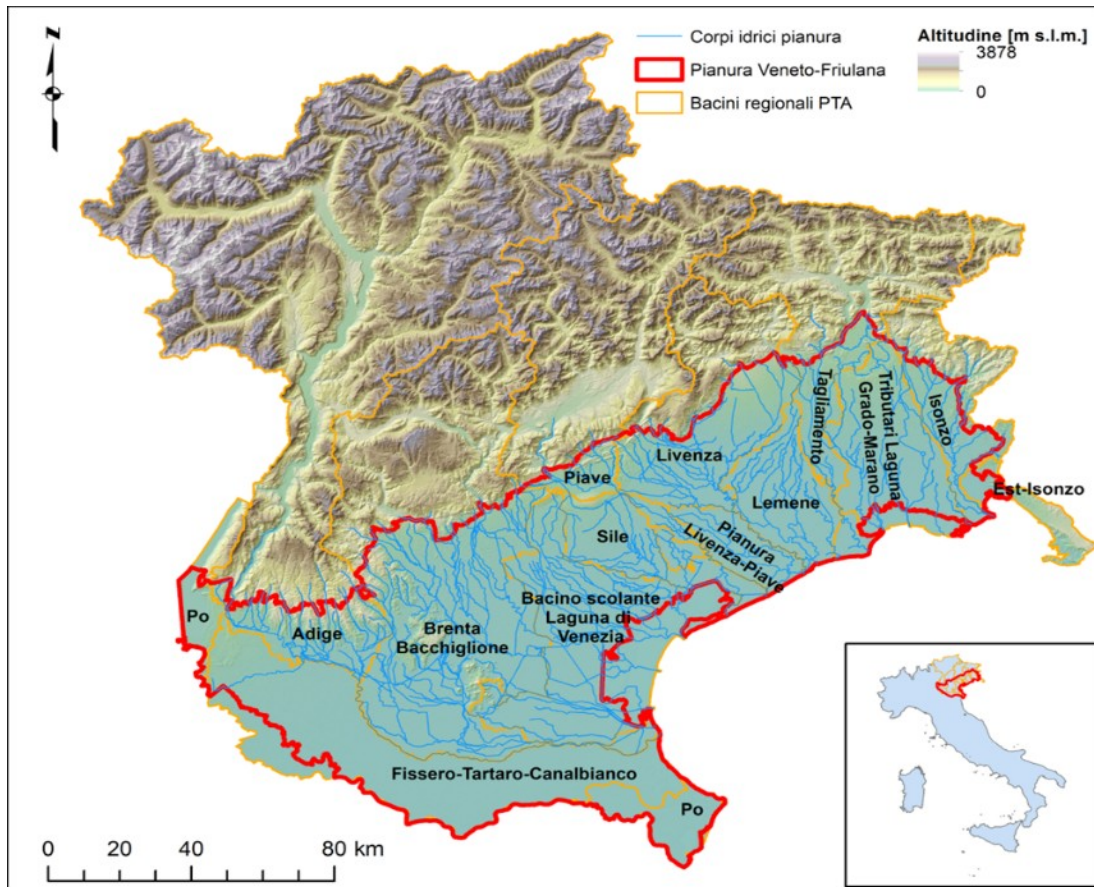 N
Corpi idrici pianura
Pianura Veneto-Friulana
Bacini regionali PTA
Altitudine [m s.l.m.]
3878
0
Tagliamento
Tributari Laguna
Grado-Marano
Isonzo
Livenza
Piave
Lemene
Est-Isonzo
Sile
Pianura
Livenza-Piave
Po
Adige
Brenta
Bacchiglione
Bacino scolante
Laguna di
Venezia
Fissero-Tartaro-Canalbianco
Po
0 20 40 80 km